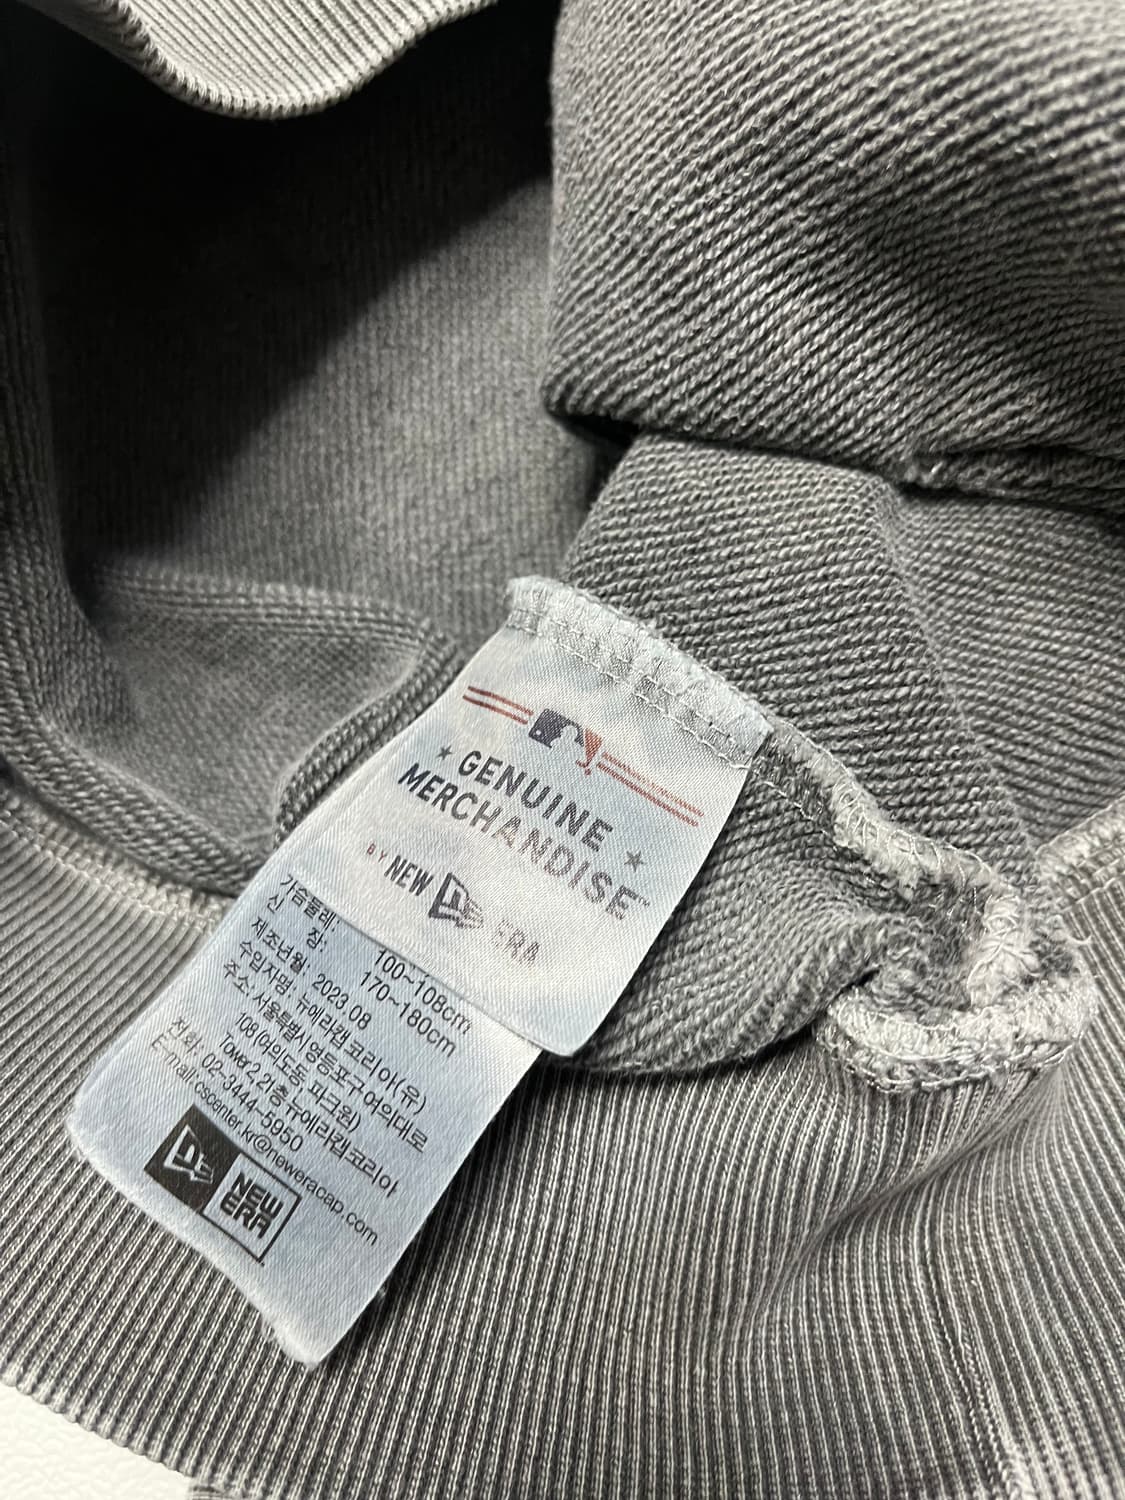 ★ GENUINE ★
MERCHANDISE™
BY NEW ERA
가슴둘레: 100~108cm
신 장: 170~180cm
제조년월: 2023.08
수입자명: 뉴에라캡코리아(유)
주소: 서울특별시 영등포구 여의대로
108(여의도동 파크원)
Tower2 21층 뉴에라캡코리아
전화: 02-3444-5950
E-mail.cscenter.kr@neweracap.com
NEW
ERA